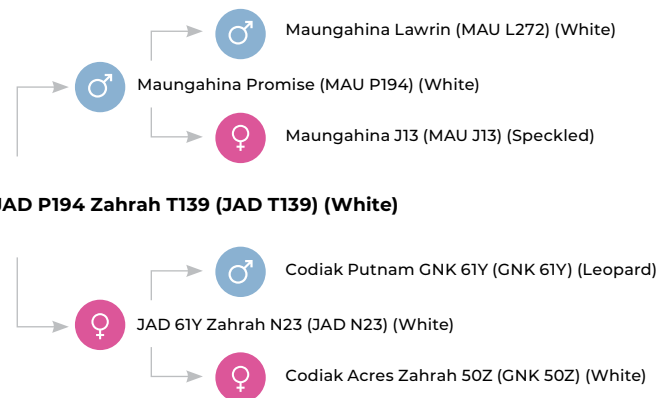 Maungahina Lawrin (MAU L272) (White)
Maungahina Promise (MAU P194) (White)
Maungahina J13 (MAU J13) (Speckled)
JAD P194 Zahrah T139 (JAD T139) (White)
Codiak Putnam GNK 61Y (GNK 61Y) (Leopard)
JAD 61Y Zahrah N23 (JAD N23) (White)
Codiak Acres Zahrah 50Z (GNK 50Z) (White)